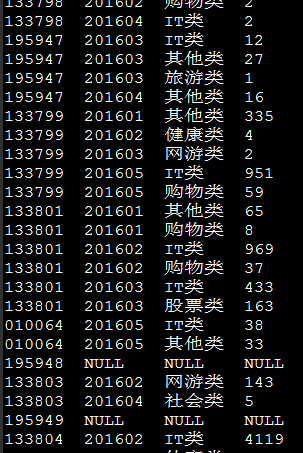 133798 201602 购物类 2
133798 201604 IT类 2
195947 201603 IT类 12
195947 201603 其他类 27
195947 201603 旅游类 1
195947 201604 其他类 16
133799 201601 其他类 335
133799 201602 健康类 4
133799 201603 网游类 2
133799 201605 IT类 951
133799 201605 购物类 59
133801 201601 其他类 65
133801 201601 购物类 8
133801 201602 IT类 969
133801 201602 购物类 37
133801 201603 IT类 433
133801 201603 股票类 163
010064 201605 IT类 38
010064 201605 其他类 33
195948 NULL NULL NULL
133803 201602 网游类 143
133803 201604 社会类 5
195949 NULL NULL NULL
133804 201602 IT类 4119